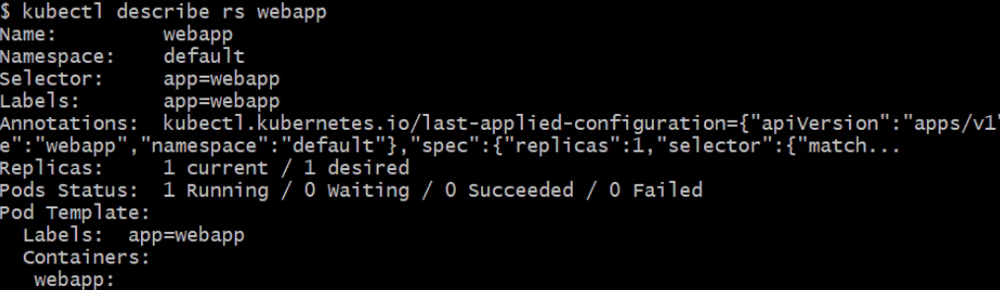 $ kubectl describe rs webapp
Name:         webapp
Namespace:    default
Selector:     app=webapp
Labels:       app=webapp
Annotations:  kubectl.kubernetes.io/last-applied-configuration={"apiVersion":"apps/v1"
e":"webapp","namespace":"default"},"spec":{"replicas":1,"selector":{"match...
Replicas:     1 current / 1 desired
Pods Status:  1 Running / 0 Waiting / 0 Succeeded / 0 Failed
Pod Template:
  Labels:  app=webapp
  Containers:
   webapp: